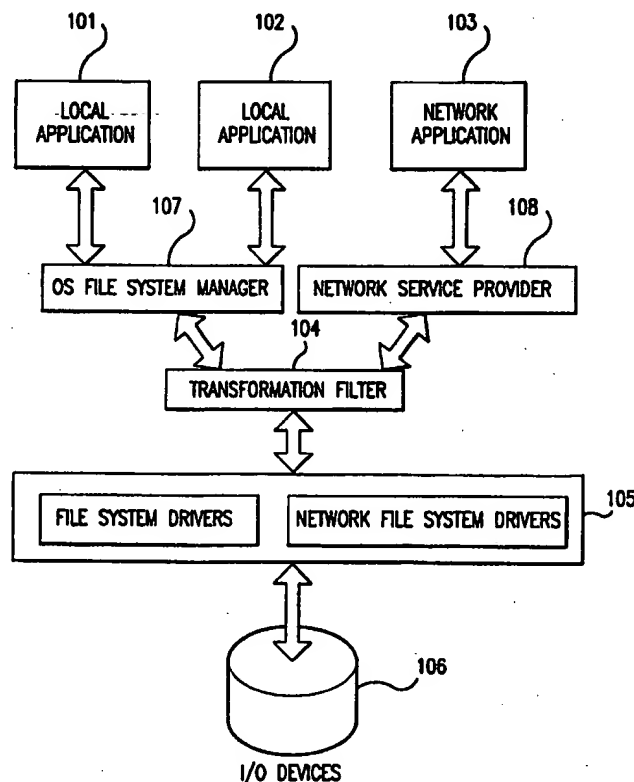 101
102
103
LOCAL
APPLICATION
LOCAL
APPLICATION
NETWORK
APPLICATION
107
108
OS FILE SYSTEM MANAGER
NETWORK SERVICE PROVIDER
104
TRANSFORMATION FILTER
105
FILE SYSTEM DRIVERS
NETWORK FILE SYSTEM DRIVERS
106
I/O DEVICES